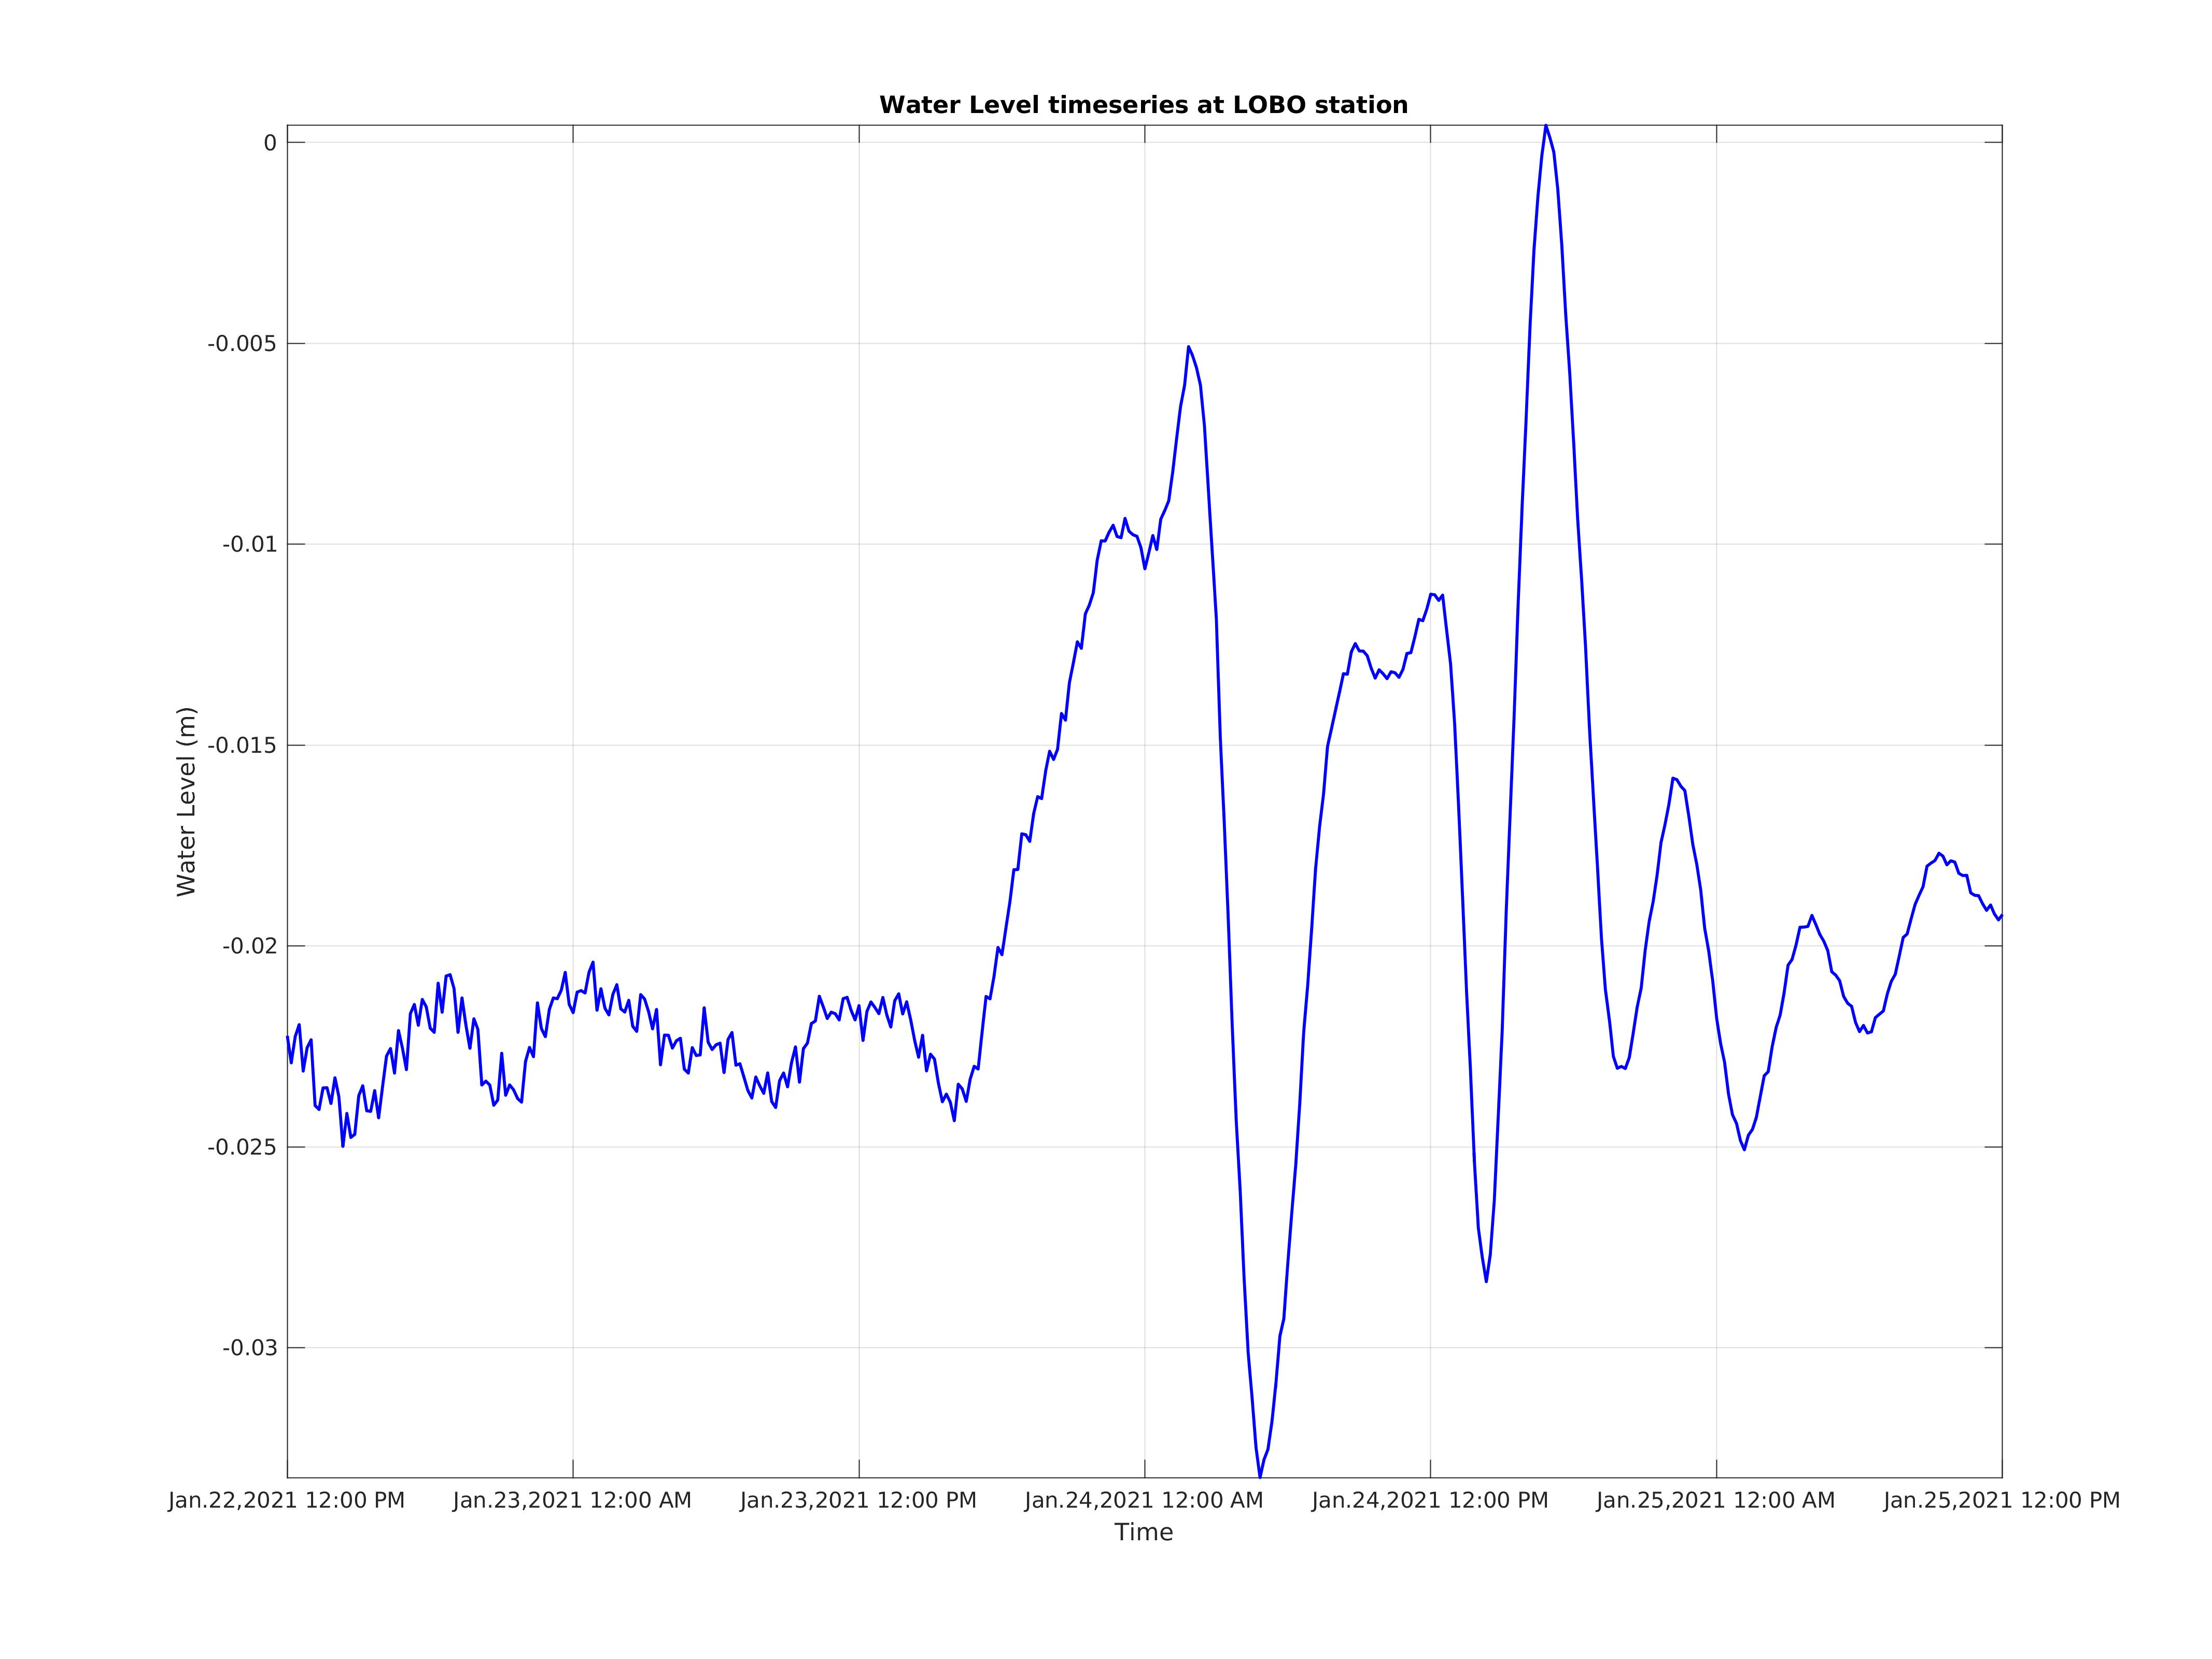 Water Level timeseries at LOBO station
0
-0.005
-0.01
-0.015
-0.02
-0.025
-0.03
Water Level (m)
Jan.22,2021 12:00 PM
Jan.23,2021 12:00 AM
Jan.23,2021 12:00 PM
Jan.24,2021 12:00 AM
Jan.24,2021 12:00 PM
Jan.25,2021 12:00 AM
Jan.25,2021 12:00 PM
Time